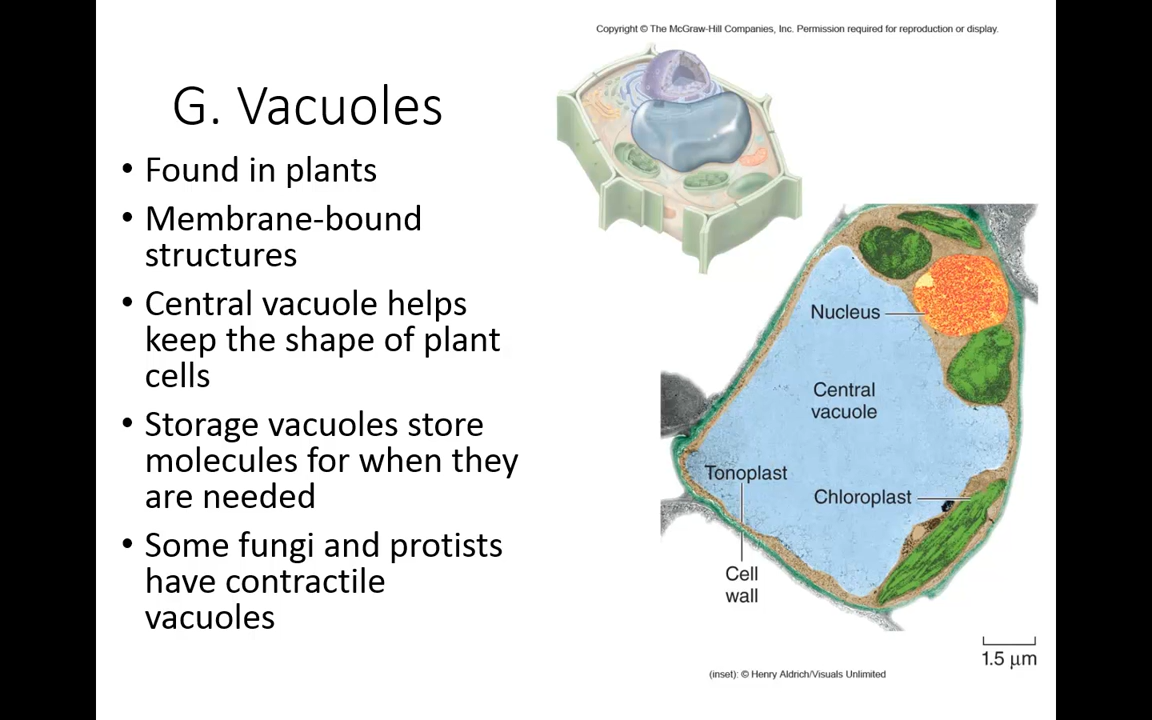 Copyright © The McGraw-Hill Companies, Inc. Permission required for reproduction or display.
G. Vacuoles
• Found in plants
• Membrane-bound
structures
• Central vacuole helps
keep the shape of plant
cells
• Storage vacuoles store
molecules for when they
are needed
• Some fungi and protists
have contractile
vacuoles
Nucleus
Central
vacuole
Tonoplast
Chloroplast
Cell
wall
1.5 μm
(inset): © Henry Aldrich/Visuals Unlimited